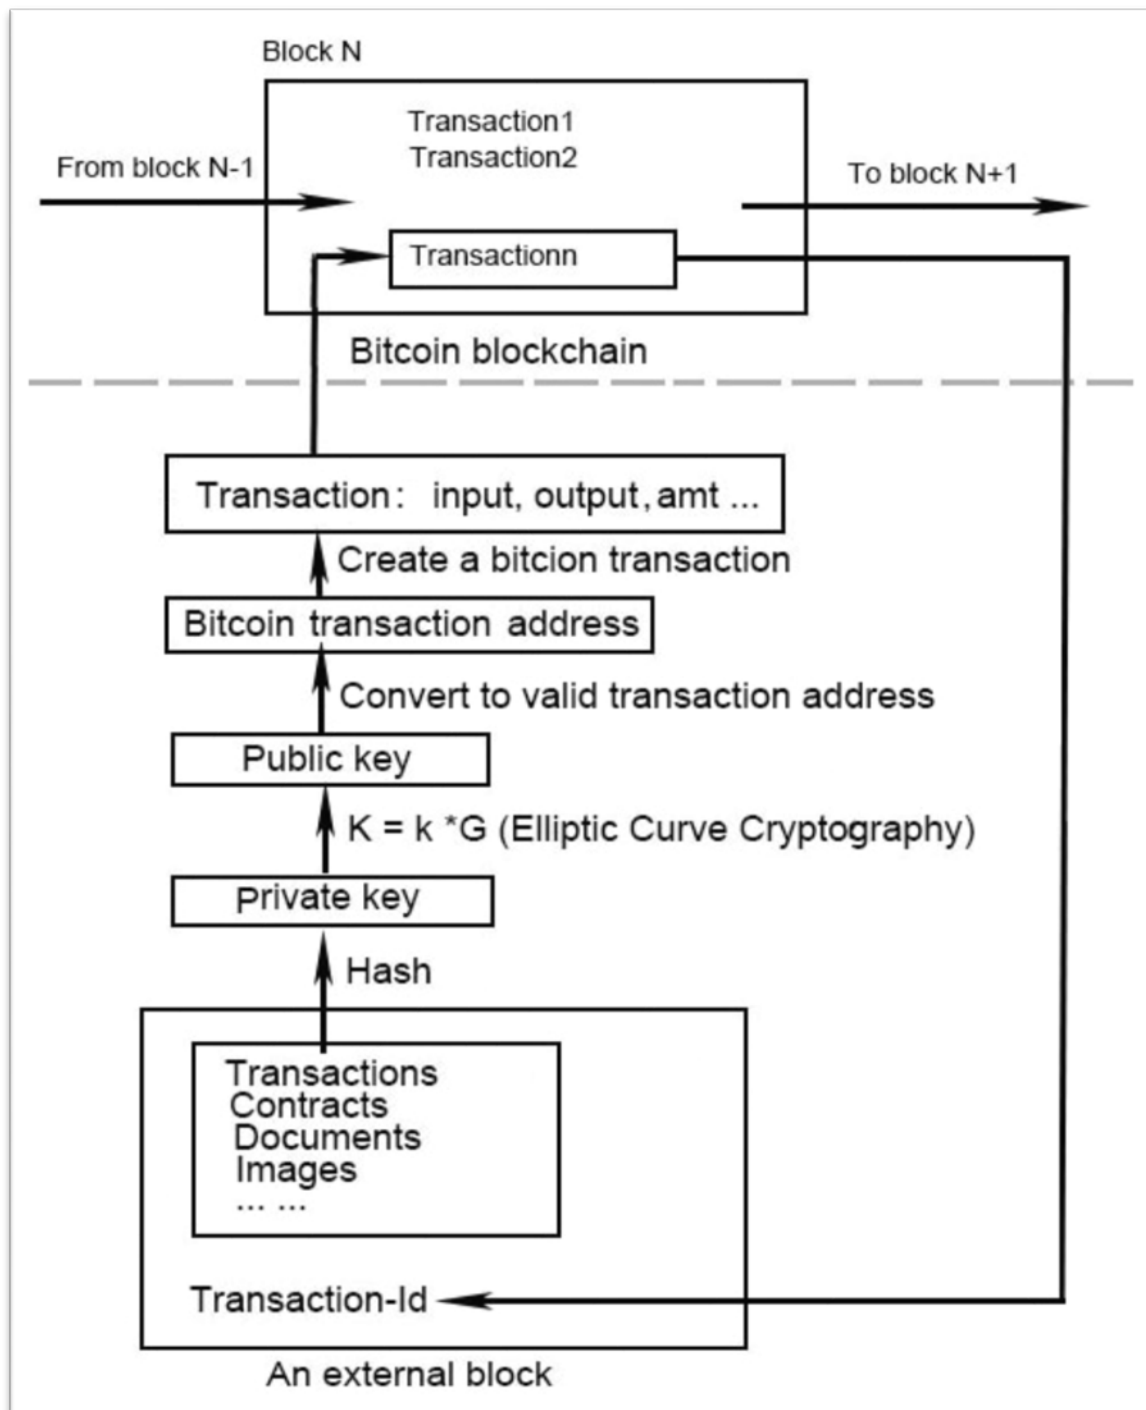 Block N
Transaction1
Transaction2
From block N-1
To block N+1
Transactionn
Bitcoin blockchain
Transaction: input, output, amt ...
Create a bitcion transaction
Bitcoin transaction address
Convert to valid transaction address
Public key
K = k *G (Elliptic Curve Cryptography)
Private key
Hash
Transactions
Contracts
Documents
Images
... ...
Transaction-Id
An external block